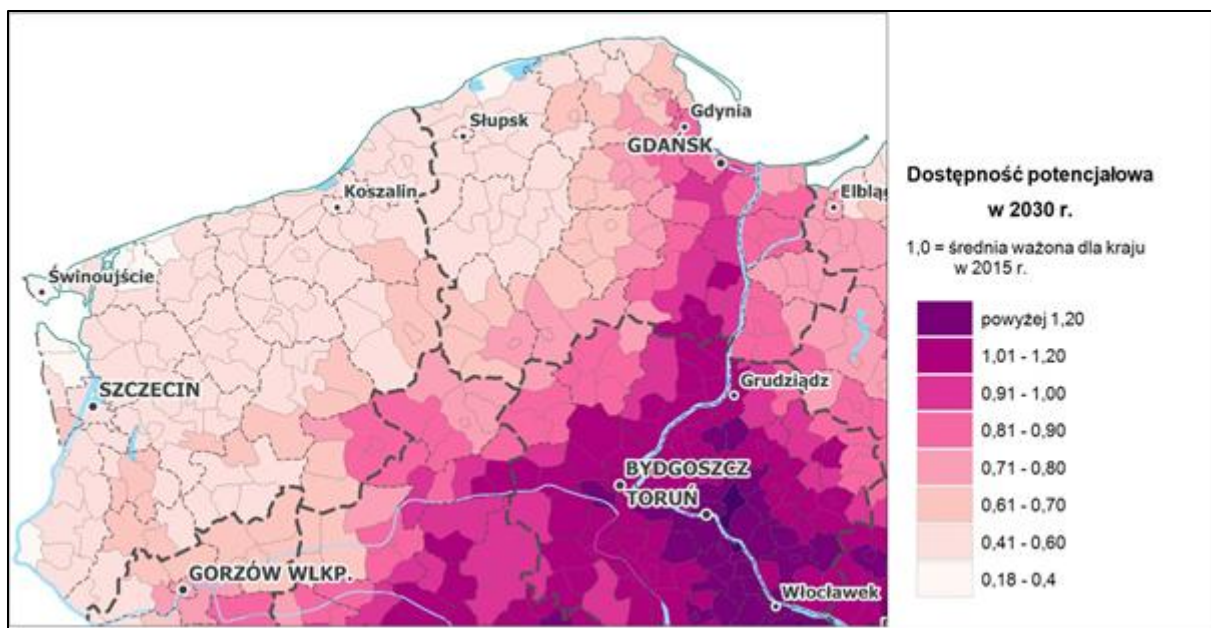 Gdynia
Słupsk
GDAŃSK
Koszalin
Elbląg
Świnoujście
SZCZECIN
Grudziądz
BYDGOSZCZ
TORUŃ
GORZÓW WLKP.
Włocławek
Dostępność potencjałowa
w 2030 r.
1,0 = średnia ważona dla kraju
w 2015 r.
powyżej 1,20
1,01 - 1,20
0,91 - 1,00
0,81 - 0,90
0,71 - 0,80
0,61 - 0,70
0,41 - 0,60
0,18 - 0,4